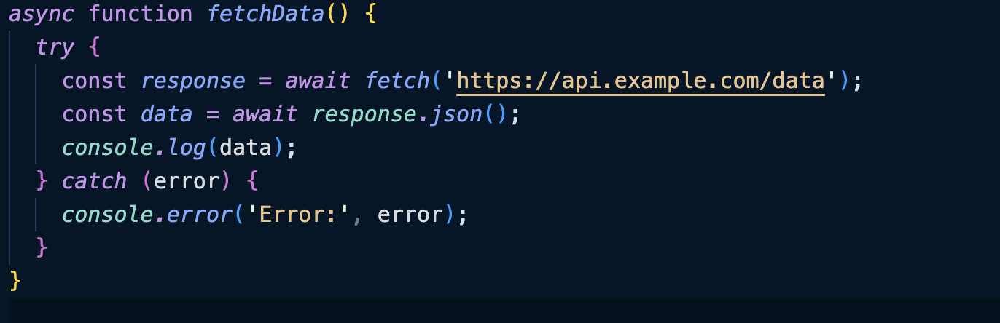 async function fetchData() {
  try {
    const response = await fetch('https://api.example.com/data');
    const data = await response.json();
    console.log(data);
  } catch (error) {
    console.error('Error:', error);
  }
}